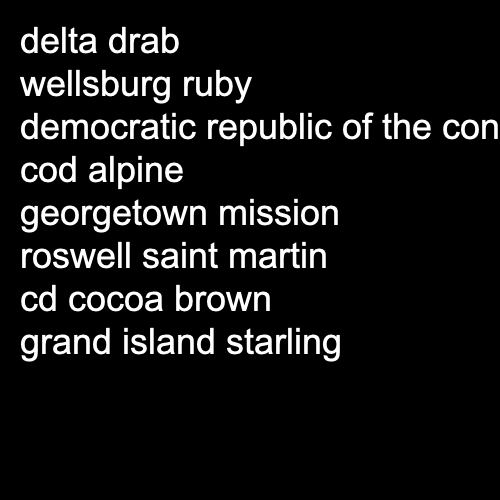 delta drab
wellsburg ruby
democratic republic of the con
cod alpine
georgetown mission
roswell saint martin
cd cocoa brown
grand island starling